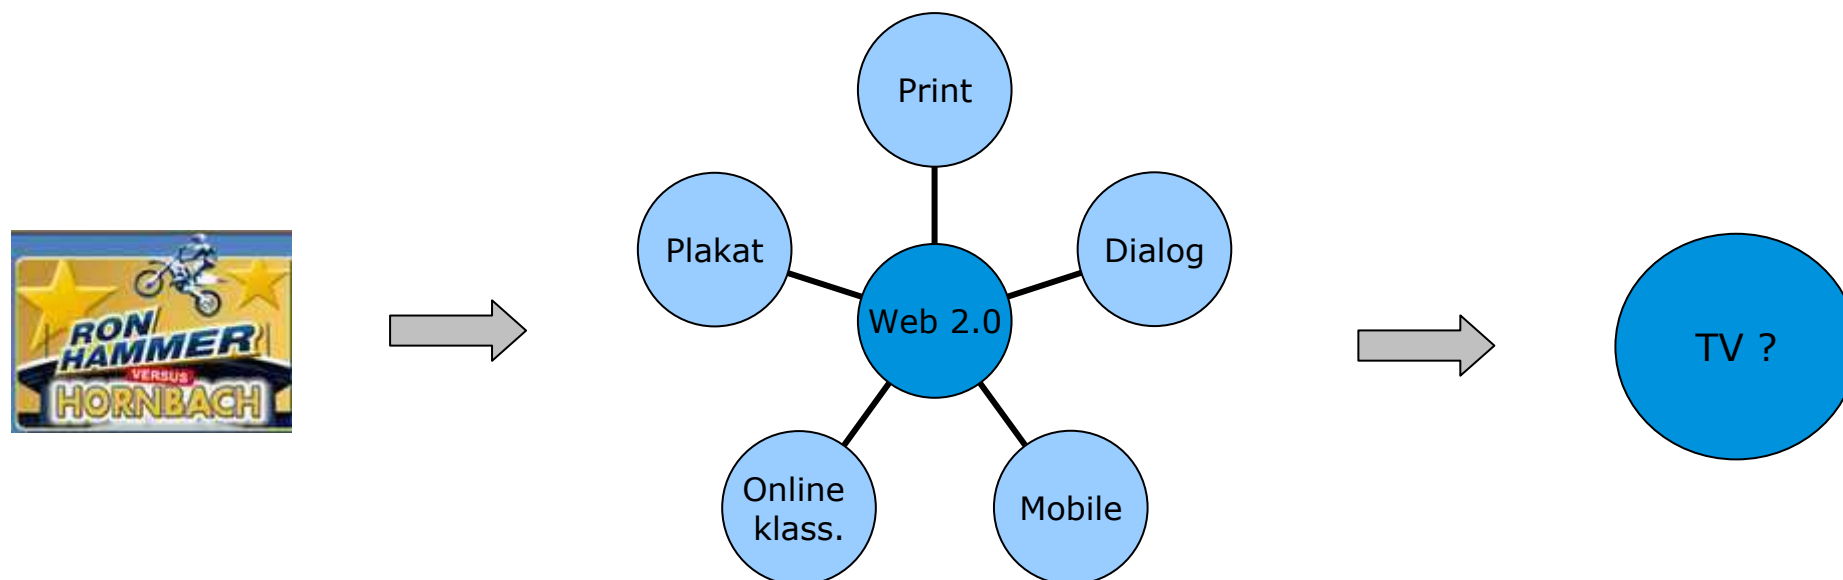 RON
HAMMER
VERSUS
HORNBACH
Print
Plakat
Dialog
Web 2.0
Online
klass.
Mobile
TV ?